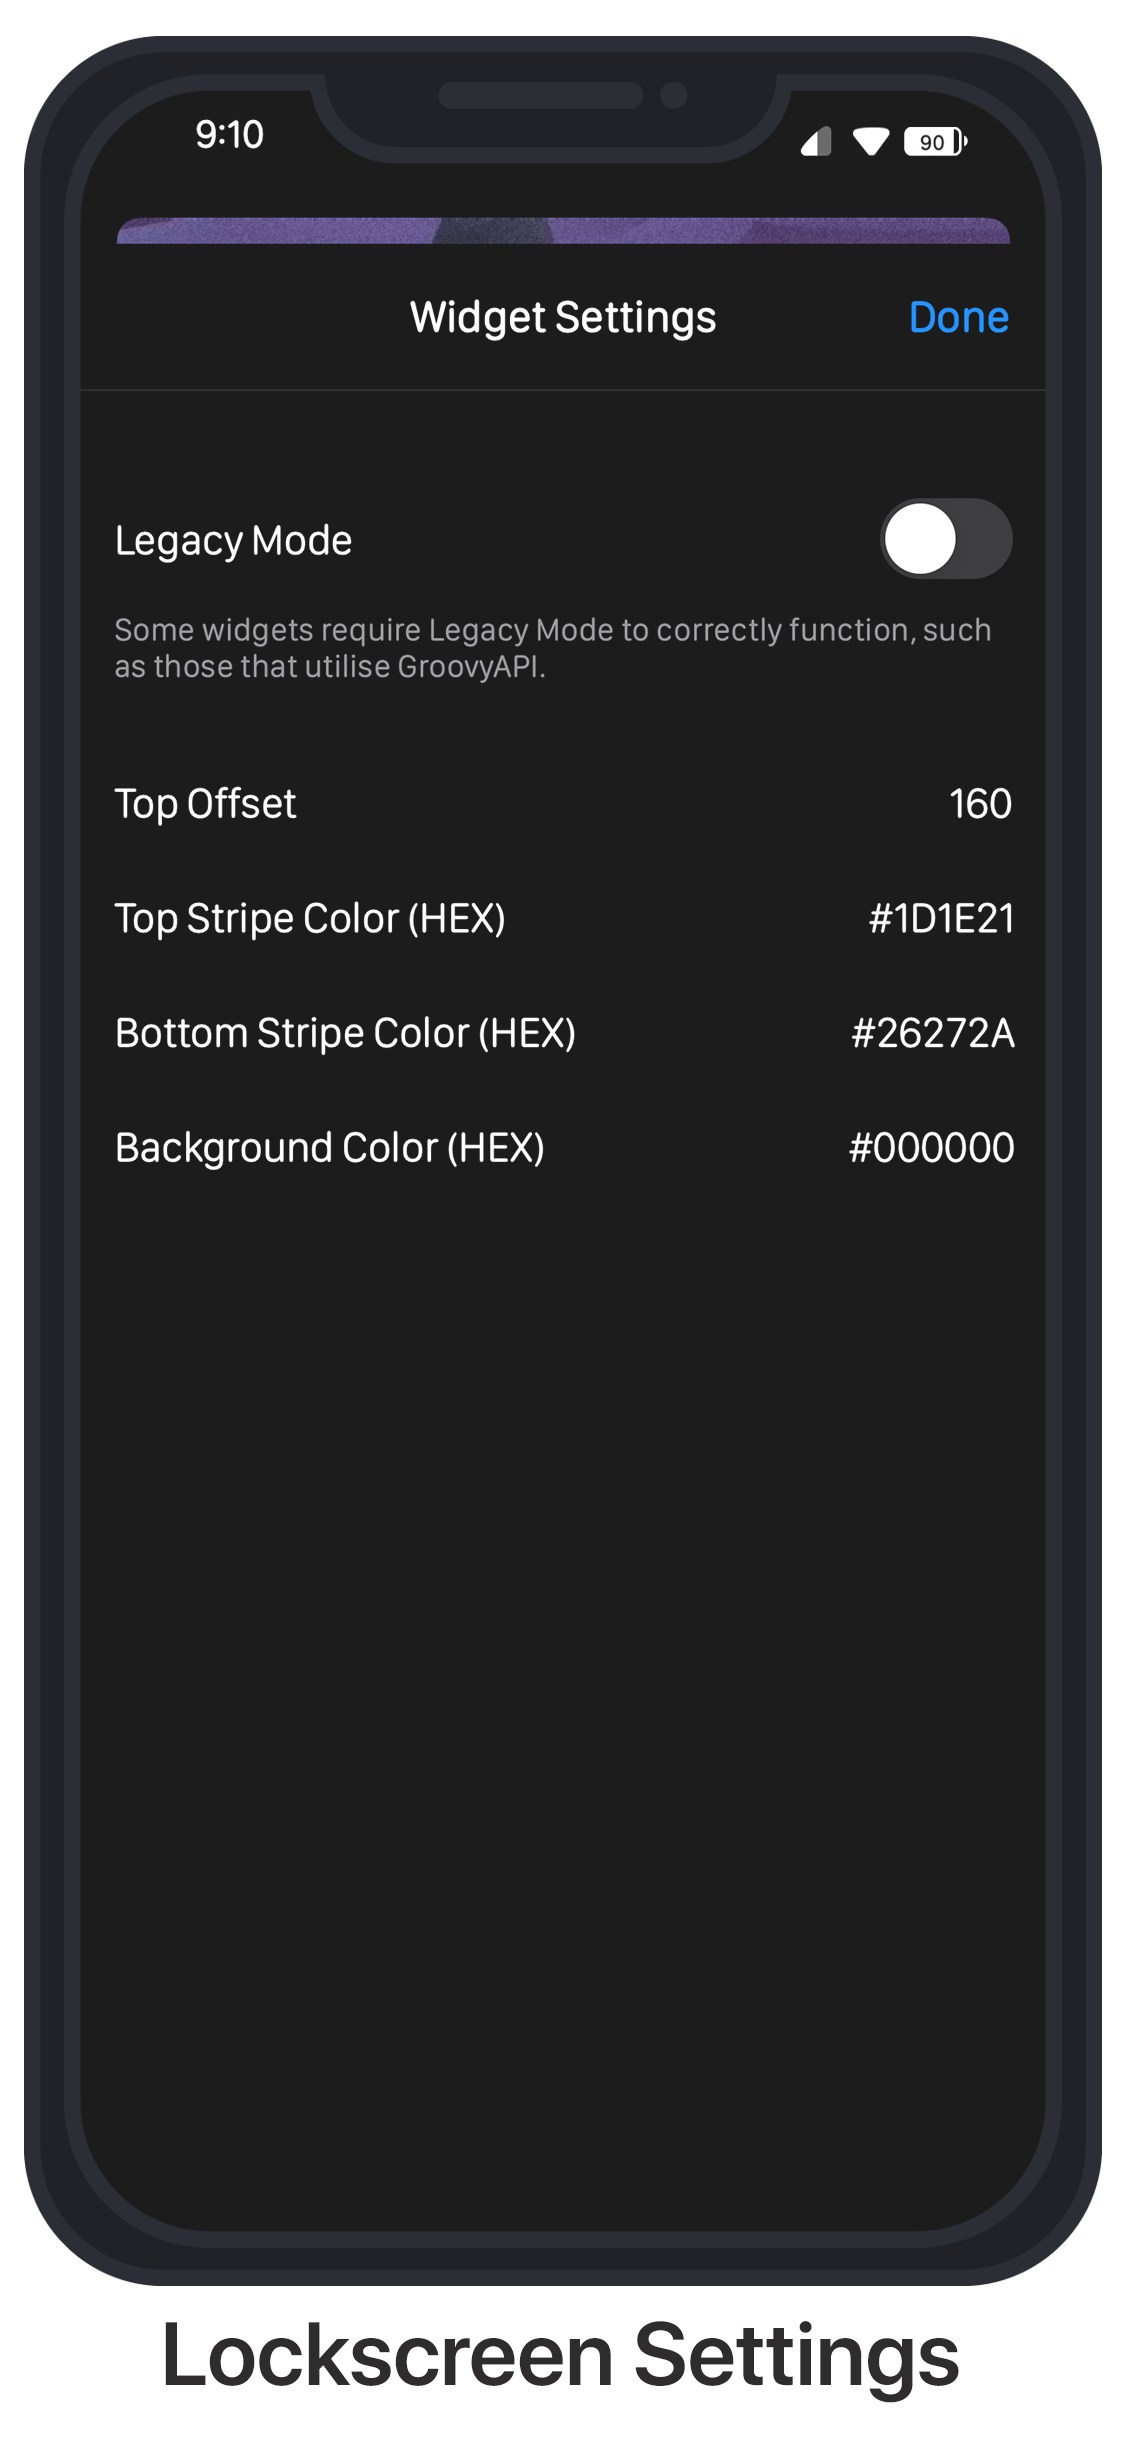 9:10
90
Widget Settings
Done
Legacy Mode
Some widgets require Legacy Mode to correctly function, such
as those that utilise GroovyAPI.
Top Offset 160
Top Stripe Color (HEX) #1D1E21
Bottom Stripe Color (HEX) #26272A
Background Color (HEX) #000000
Lockscreen Settings